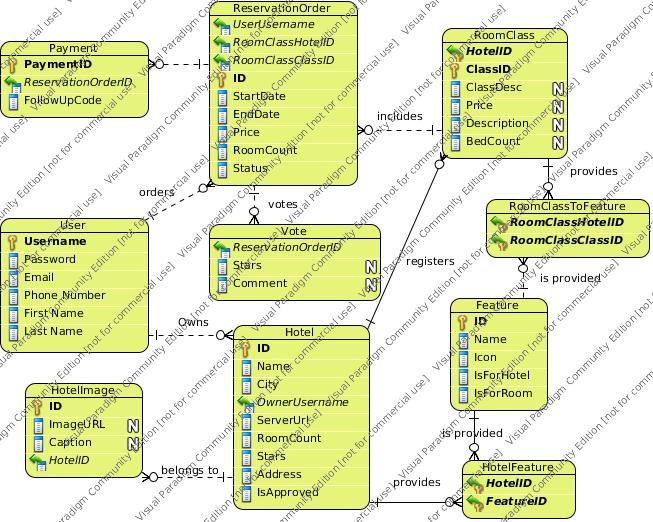 ReservationOrder
UserUsername
RoomClassHotelID
RoomClassClassID
ID
StartDate
EndDate
Price
RoomCount
Status
Payment
PaymentID
ReservationOrderID
FollowUpCode
RoomClass
HotelID
ClassID
ClassDesc N
Price N
Description N
BedCount N
includes
provides
orders
votes
RoomClassToFeature
RoomClassHotelID
RoomClassClassID
User
Username
Password
Email
Phone Number
First Name
Last Name
Vote
ReservationOrderID
Stars N
Comment N
registers
is provided
Owns
Hotel
ID
Name
City
OwnerUsername
ServerUrl
RoomCount
Stars
Address
IsApproved
Feature
ID
Name
Icon
IsForHotel
IsForRoom
HotelImage
ID
ImageURL N
Caption N
HotelID
belongs to
is provided
provides
HotelFeature
HotelID
FeatureID
Visual Paradigm Community Edition [not for commercial use]